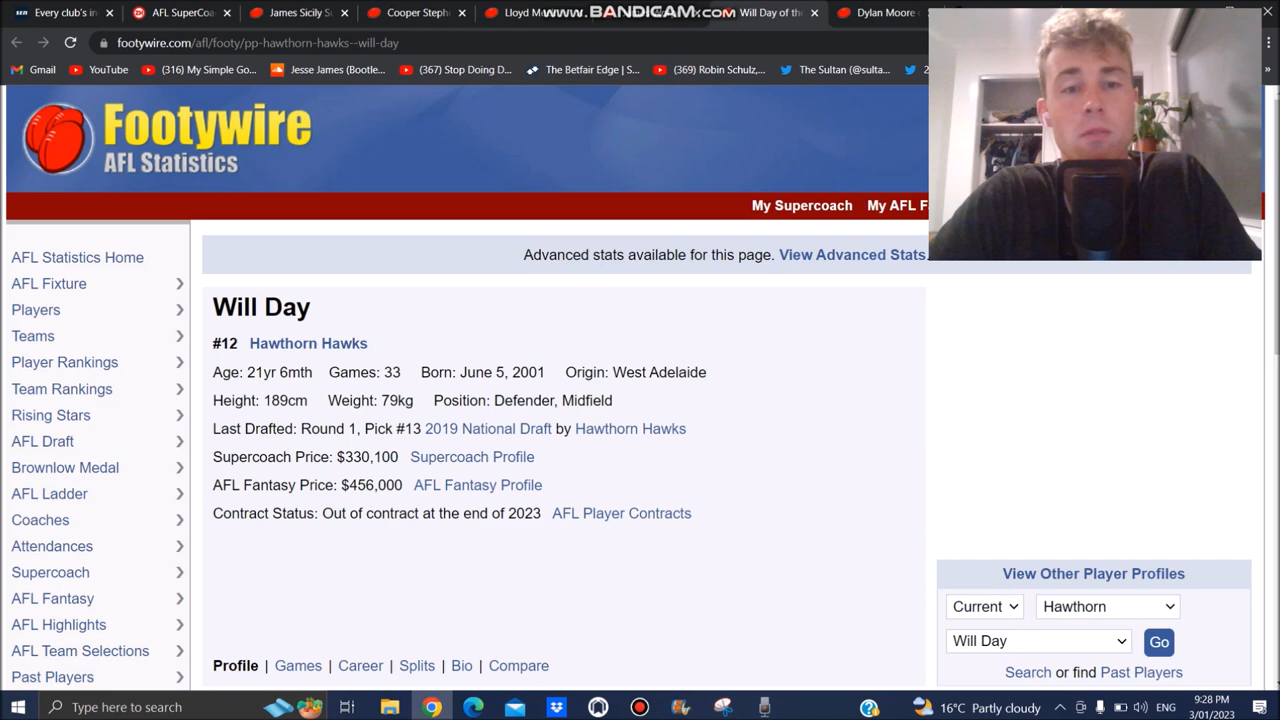 Every club's in
AFL SuperCoa
James Sicily S
Cooper Steph
Lloyd M
WWW.BANDICAM.COM
Will Day of the
Dylan Moore
footywire.com/afl/footy/pp-hawthorn-hawks--will-day
Gmail
YouTube
(316) My Simple Go...
Jesse James (Bootle...
(367) Stop Doing D...
The Betfair Edge | S...
(369) Robin Schulz,...
The Sultan (@sulta...
Footywire
AFL Statistics
My Supercoach My AFL F
Advanced stats available for this page. View Advanced Stats.
AFL Statistics Home
AFL Fixture
Players
Teams
Player Rankings
Team Rankings
Rising Stars
AFL Draft
Brownlow Medal
AFL Ladder
Coaches
Attendances
Supercoach
AFL Fantasy
AFL Highlights
AFL Team Selections
Past Players
Will Day
#12 Hawthorn Hawks
Age: 21yr 6mth Games: 33 Born: June 5, 2001 Origin: West Adelaide
Height: 189cm Weight: 79kg Position: Defender, Midfield
Last Drafted: Round 1, Pick #13 2019 National Draft by Hawthorn Hawks
Supercoach Price: $330,100 Supercoach Profile
AFL Fantasy Price: $456,000 AFL Fantasy Profile
Contract Status: Out of contract at the end of 2023 AFL Player Contracts
Profile | Games | Career | Splits | Bio | Compare
View Other Player Profiles
Current Hawthorn
Will Day Go
Search or find Past Players
Type here to search
16°C Partly cloudy
ENG
9:28 PM
3/01/2023